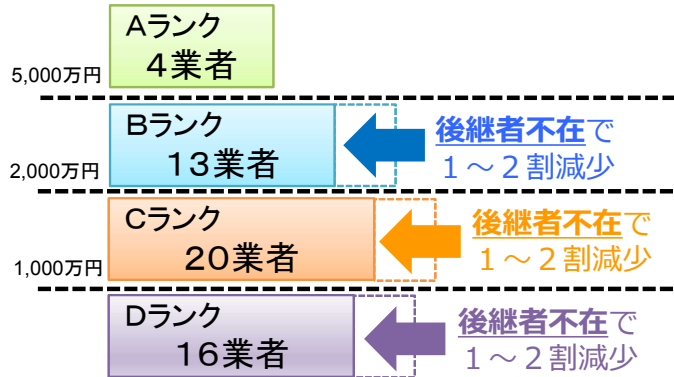 Aランク
4業者
5,000万円
Bランク
13業者
後継者不在で
1～2割減少
2,000万円
Cランク
20業者
後継者不在で
1～2割減少
1,000万円
Dランク
16業者
後継者不在で
1～2割減少